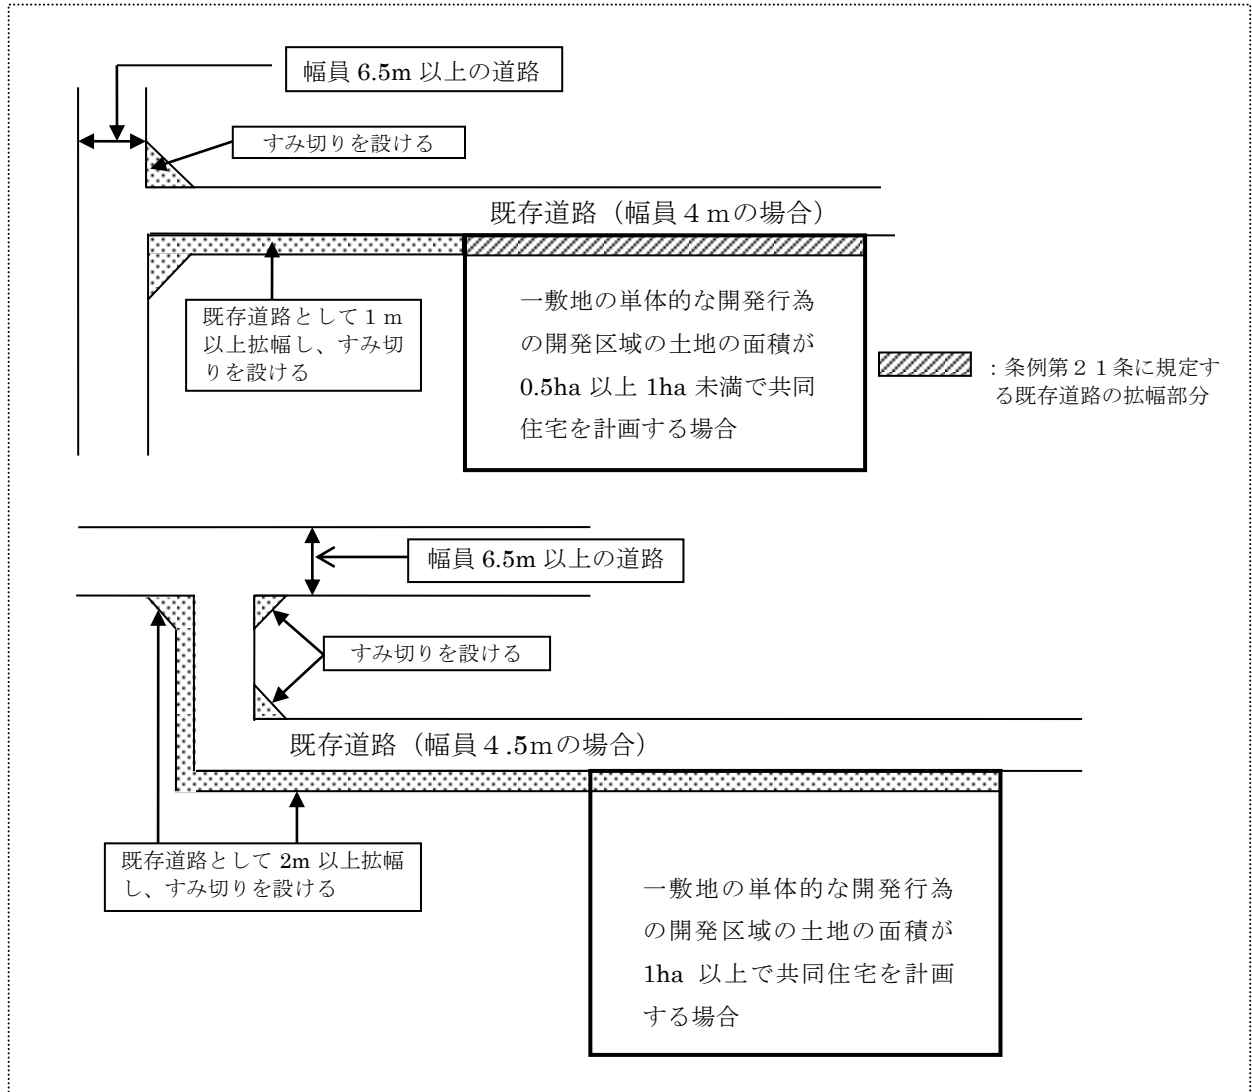 幅員 6.5m 以上の道路
すみ切りを設ける
既存道路（幅員４ｍの場合）
既存道路として１ｍ
以上拡幅し、すみ切
りを設ける
一敷地の単体的な開発行為
の開発区域の土地の面積が
0.5ha 以上 1ha 未満で共同
住宅を計画する場合
：条例第２１条に規定す
る既存道路の拡幅部分
幅員 6.5m 以上の道路
すみ切りを設ける
既存道路（幅員４.5ｍの場合）
既存道路として 2m 以上拡幅
し、すみ切りを設ける
一敷地の単体的な開発行為
の開発区域の土地の面積が
1ha 以上で共同住宅を計画
する場合